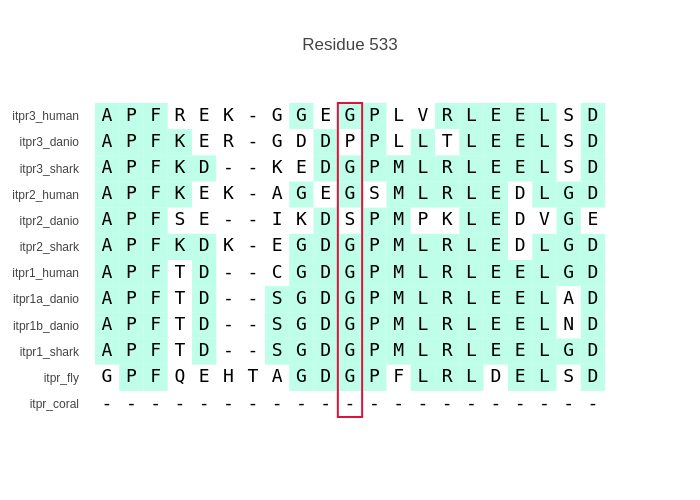 Residue 533
itpr3_human A P F R E K - G G E G P L V R L E E L S D
itpr3_danio A P F K E R - G D D P P L L T L E E L S D
itpr3_shark A P F K D - - K E D G P M L R L E E L S D
itpr2_human A P F K E K - A G E G S M L R L E D L G D
itpr2_danio A P F S E - - I K D S P M P K L E D V G E
itpr2_shark A P F K D K - E G D G P M L R L E D L G D
itpr1_human A P F T D - - C G D G P M L R L E E L G D
itpr1a_danio A P F T D - - S G D G P M L R L E E L A D
itpr1b_danio A P F T D - - S G D G P M L R L E E L N D
itpr1_shark A P F T D - - S G D G P M L R L E E L G D
itpr_fly G P F Q E H T A G D G P F L R L D E L S D
itpr_coral - - - - - - - - - - - - - - - - - - - - -